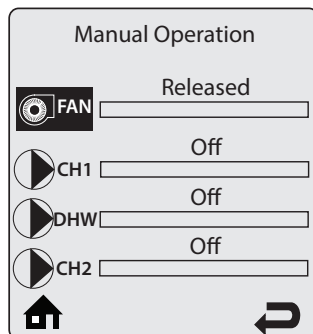 Manual Operation
Released
FAN
Off
CH1
Off
DHW
Off
CH2